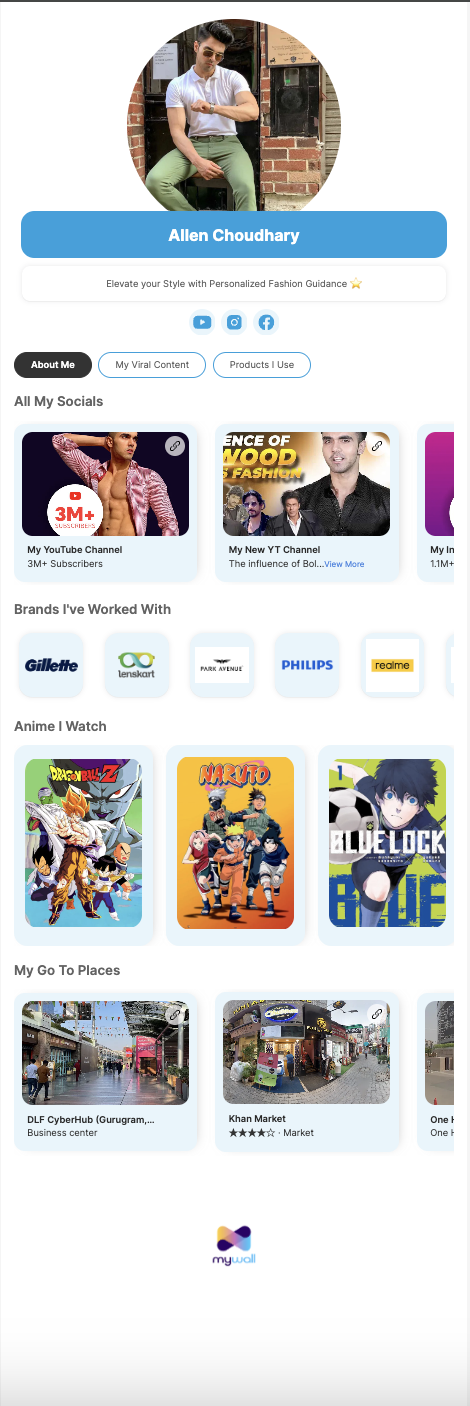 Allen Choudhary
Elevate your Style with Personalized Fashion Guidance ⭐
About Me
My Viral Content
Products I Use
All My Socials
3M+
SUBSCRIBERS
My YouTube Channel
3M+ Subscribers
ENCE OF
WOOD
S FASHION
My New YT Channel
The influence of Bol...View More
My In
1.1M+
Brands I've Worked With
Gillette
lenskart
PARK AVENUE
PHILIPS
realme
Anime I Watch
DRAGONBALL Z
NARUTO
1
BLUE LOCK
BLUE
My Go To Places
DLF CyberHub (Gurugram,...
Business center
Khan Market
★★★★☆ · Market
One H
One H
mywall